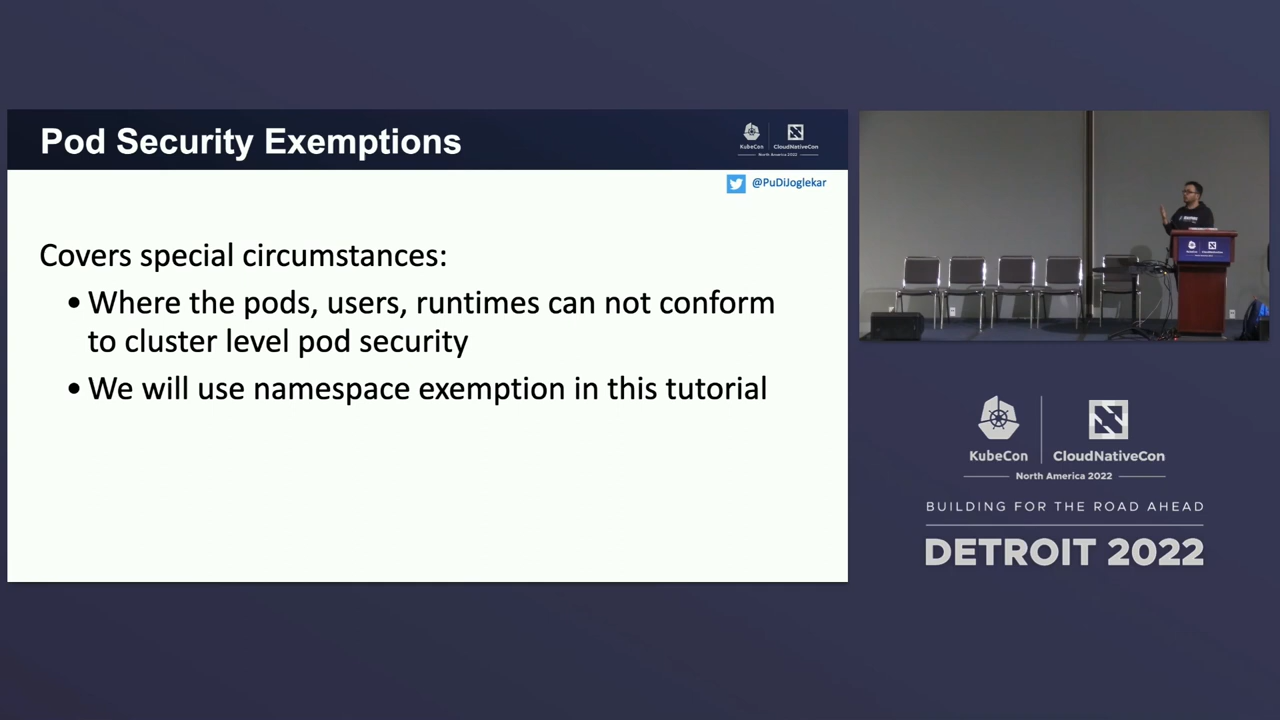 Pod Security Exemptions
KubeCon
CloudNativeCon
North America 2022
@PuDiJoglekar
Covers special circumstances:
• Where the pods, users, runtimes can not conform
to cluster level pod security
• We will use namespace exemption in this tutorial
KubeCon
CloudNativeCon
North America 2022
BUILDING FOR THE ROAD AHEAD
DETROIT 2022